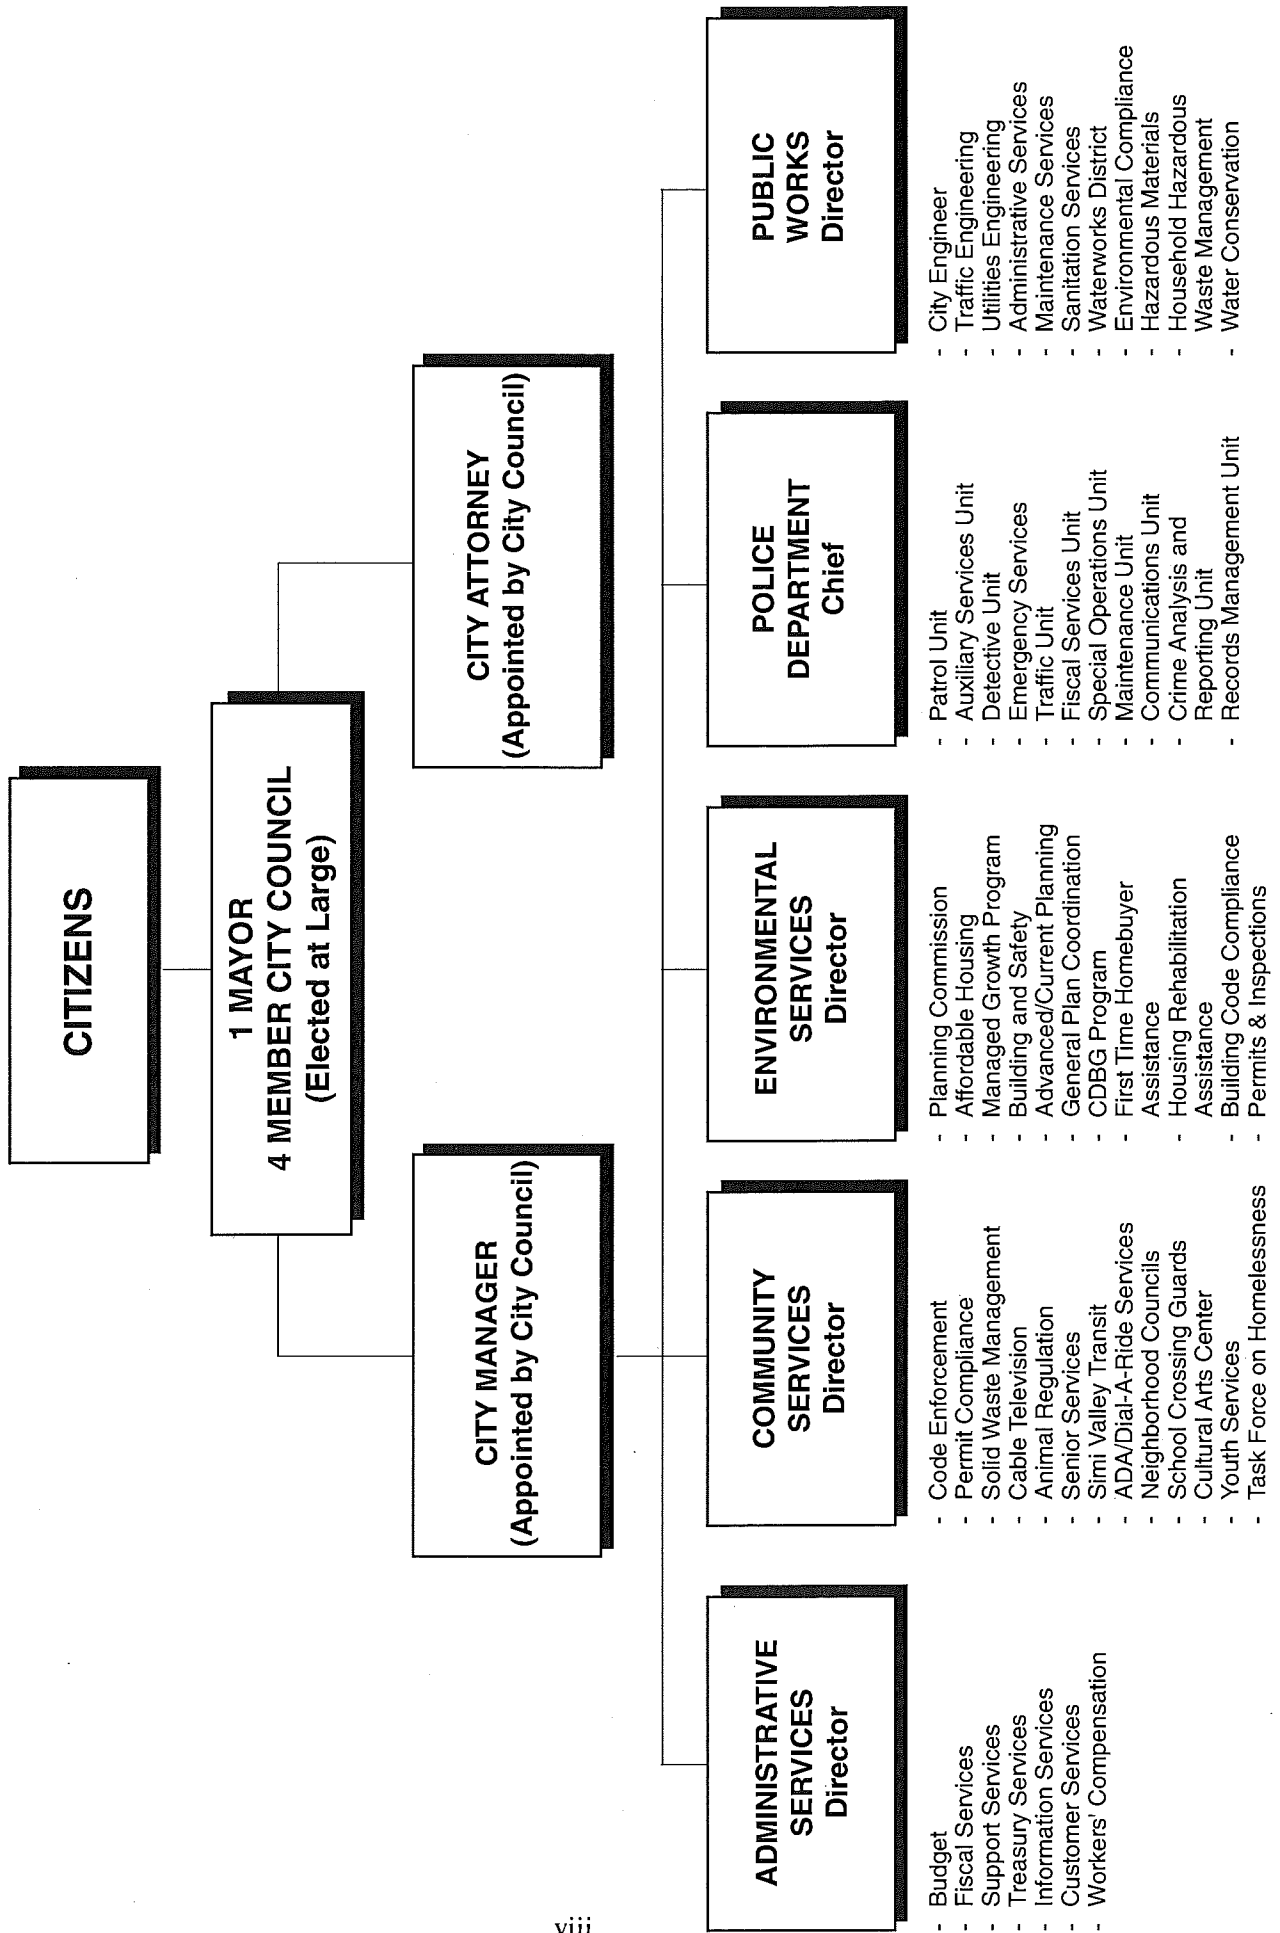 CITIZENS
1 MAYOR
4 MEMBER CITY COUNCIL
(Elected at Large)
CITY MANAGER
(Appointed by City Council)
CITY ATTORNEY
(Appointed by City Council)
ADMINISTRATIVE
SERVICES
Director
- Budget
- Fiscal Services
- Support Services
- Treasury Services
- Information Services
- Customer Services
- Workers' Compensation
COMMUNITY
SERVICES
Director
- Code Enforcement
- Permit Compliance
- Solid Waste Management
- Cable Television
- Animal Regulation
- Senior Services
- Simi Valley Transit
- ADA/Dial-A-Ride Services
- Neighborhood Councils
- School Crossing Guards
- Cultural Arts Center
- Youth Services
- Task Force on Homelessness
ENVIRONMENTAL
SERVICES
Director
- Planning Commission
- Affordable Housing
- Managed Growth Program
- Building and Safety
- Advanced/Current Planning
- General Plan Coordination
- CDBG Program
- First Time Homebuyer
Assistance
- Housing Rehabilitation
Assistance
- Building Code Compliance
- Permits & Inspections
POLICE
DEPARTMENT
Chief
- Patrol Unit
- Auxiliary Services Unit
- Detective Unit
- Emergency Services
- Traffic Unit
- Fiscal Services Unit
- Special Operations Unit
- Maintenance Unit
- Communications Unit
- Crime Analysis and
Reporting Unit
- Records Management Unit
PUBLIC
WORKS
Director
- City Engineer
- Traffic Engineering
- Utilities Engineering
- Administrative Services
- Maintenance Services
- Sanitation Services
- Waterworks District
- Environmental Compliance
- Hazardous Materials
- Household Hazardous
Waste Management
- Water Conservation
viii